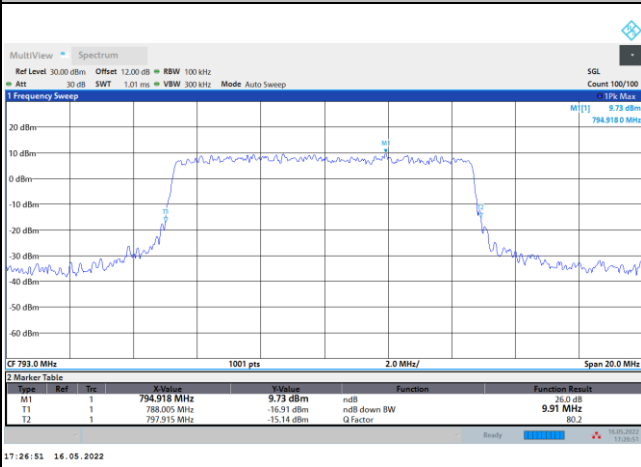 MultiView Spectrum
Ref Level 30.00 dBm Offset 12.00 dB RBW 100 kHz SGL
Att 30 dB SWT 1.01 ms VBW 300 kHz Mode Auto Sweep Count 100/100
1 Frequency Sweep 1Pk Max
M1[1] 9.73 dBm
794.9180 MHz
20 dBm
M1
10 dBm
0 dBm
-10 dBm
T1 T2
-20 dBm
-30 dBm
-40 dBm
-50 dBm
-60 dBm
CF 793.0 MHz 1001 pts 2.0 MHz/ Span 20.0 MHz
2 Marker Table
Type Ref Trc X-Value Y-Value Function Function Result
M1 1 794.918 MHz 9.73 dBm ndB 26.0 dB
T1 1 788.005 MHz -16.91 dBm ndB down BW 9.91 MHz
T2 1 797.915 MHz -15.14 dBm Q Factor 80.2
Ready 16.05.2022
17:26:51
17:26:51 16.05.2022